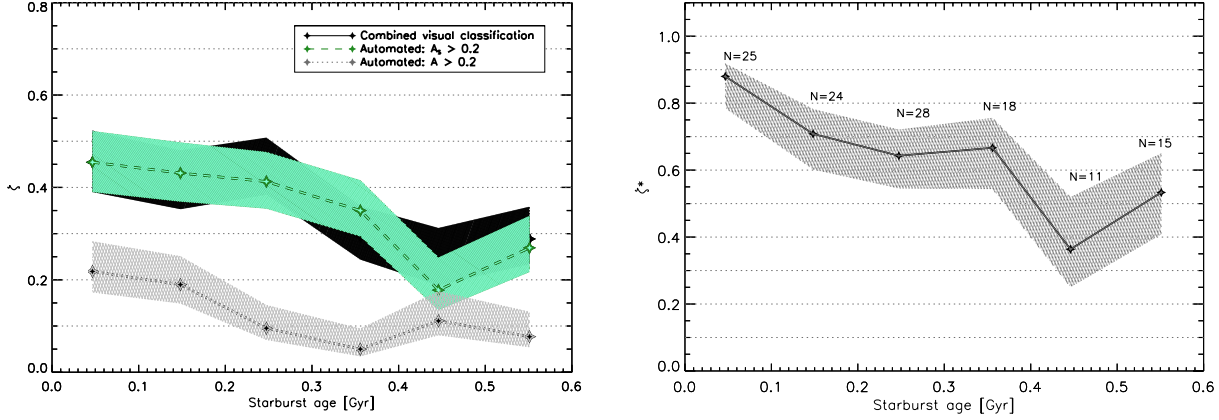 0.8
0.6
0.4
0.2
0.0
ζ
Combined visual classification
Automated: As > 0.2
Automated: A > 0.2
0.0 0.1 0.2 0.3 0.4 0.5 0.6
Starburst age [Gyr]
1.0
0.8
0.6
0.4
0.2
0.0
ζ*
N=25
N=24
N=28
N=18
N=11
N=15
0.0 0.1 0.2 0.3 0.4 0.5 0.6
Starburst age [Gyr]